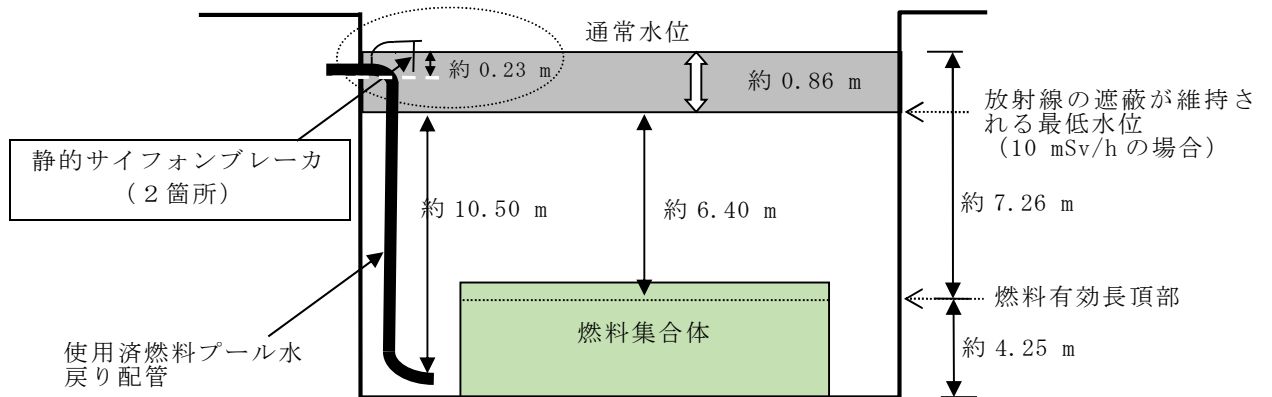 通常水位
約 0.23 m
約 0.86 m
放射線の遮蔽が維持さ
れる最低水位
（10 mSv/h の場合）
静的サイフォンブレーカ
（２箇所）
約 10.50 m
約 6.40 m
約 7.26 m
燃料有効長頂部
燃料集合体
使用済燃料プール水
戻り配管
約 4.25 m